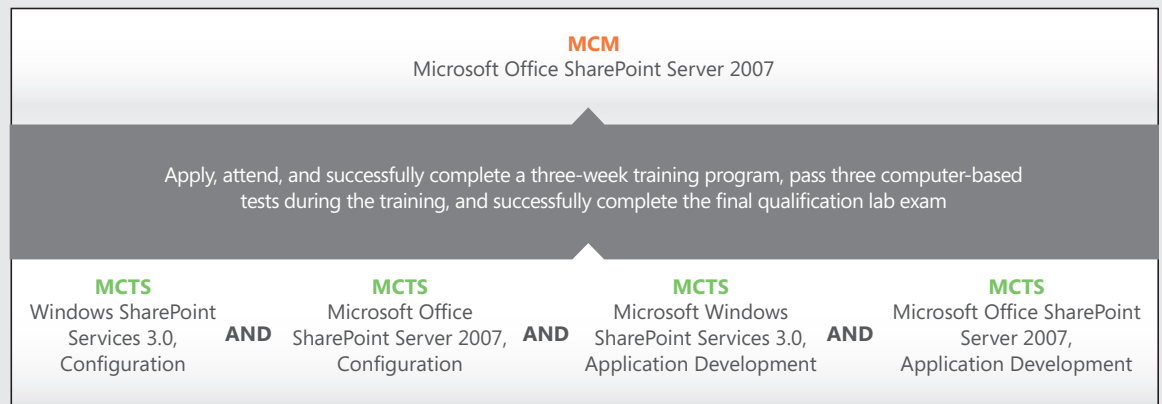 MCM
Microsoft Office SharePoint Server 2007
Apply, attend, and successfully complete a three-week training program, pass three computer-based
tests during the training, and successfully complete the final qualification lab exam
MCTS
Windows SharePoint
Services 3.0,
Configuration
AND
MCTS
Microsoft Office
SharePoint Server 2007,
Configuration
AND
MCTS
Microsoft Windows
SharePoint Services 3.0,
Application Development
AND
MCTS
Microsoft Office SharePoint
Server 2007,
Application Development